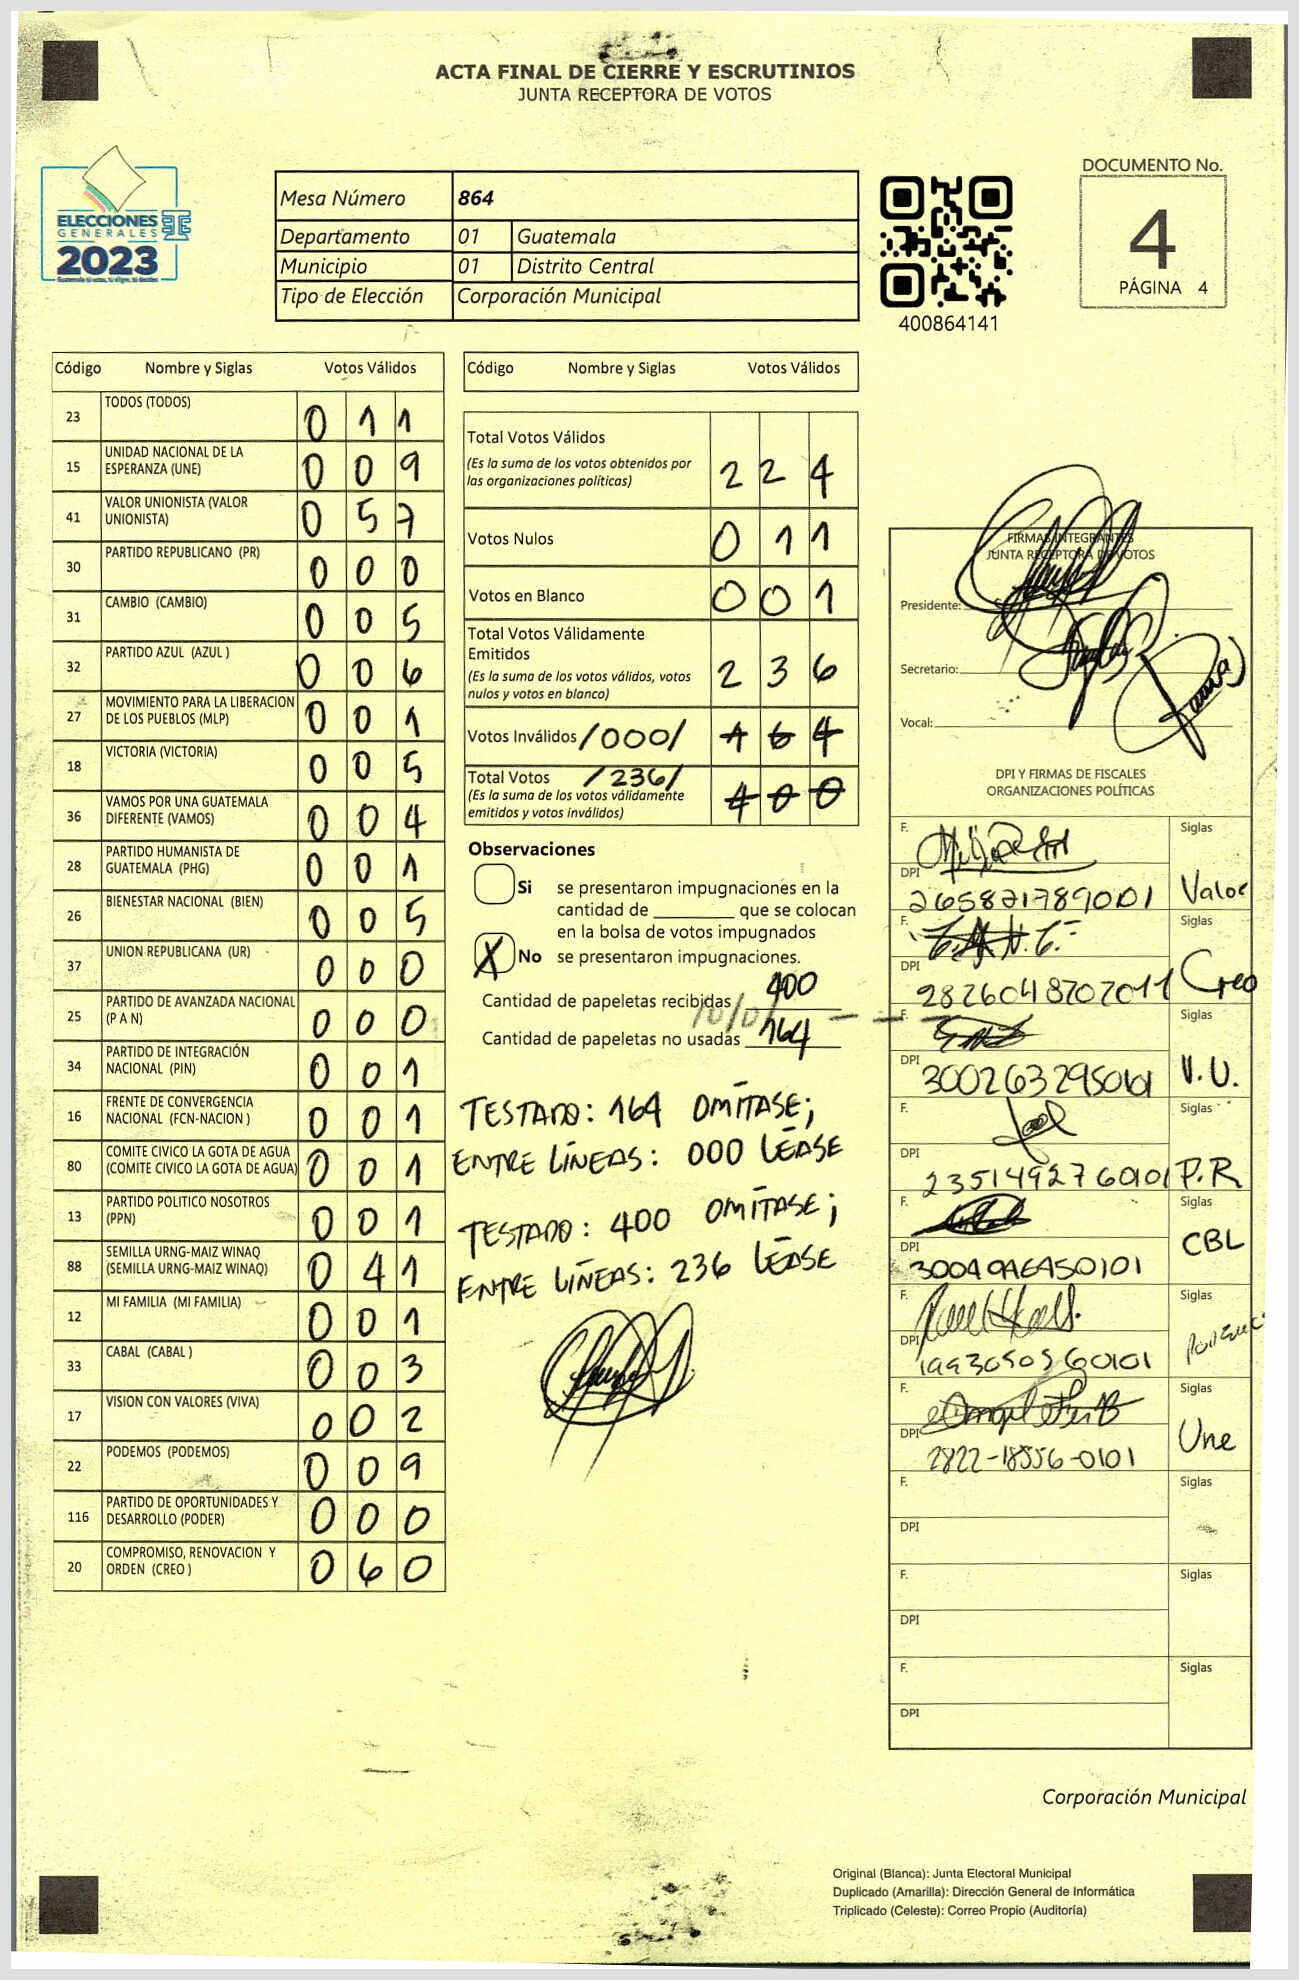 ACTA FINAL DE CIERRE Y ESCRUTINIOS
JUNTA RECEPTORA DE VOTOS
ELECCIONES
GENERALES
2023
Mesa Número 864
Departamento 01 Guatemala
Municipio 01 Distrito Central
Tipo de Elección Corporación Municipal
400864141
DOCUMENTO No.
4
PÁGINA 4
Código Nombre y Siglas Votos Válidos
23 TODOS (TODOS) 0 1 1
15 UNIDAD NACIONAL DE LA ESPERANZA (UNE) 0 0 9
41 VALOR UNIONISTA (VALOR UNIONISTA) 0 5 7
30 PARTIDO REPUBLICANO (PR) 0 0 0
31 CAMBIO (CAMBIO) 0 0 5
32 PARTIDO AZUL (AZUL ) 0 0 6
27 MOVIMIENTO PARA LA LIBERACION DE LOS PUEBLOS (MLP) 0 0 1
18 VICTORIA (VICTORIA) 0 0 5
36 VAMOS POR UNA GUATEMALA DIFERENTE (VAMOS) 0 0 4
28 PARTIDO HUMANISTA DE GUATEMALA (PHG) 0 0 1
26 BIENESTAR NACIONAL (BIEN) 0 0 5
37 UNION REPUBLICANA (UR) 0 0 0
25 PARTIDO DE AVANZADA NACIONAL (P A N) 0 0 0
34 PARTIDO DE INTEGRACIÓN NACIONAL (PIN) 0 0 1
16 FRENTE DE CONVERGENCIA NACIONAL (FCN-NACION ) 0 0 1
80 COMITE CIVICO LA GOTA DE AGUA (COMITE CIVICO LA GOTA DE AGUA) 0 0 1
13 PARTIDO POLITICO NOSOTROS (PPN) 0 0 1
88 SEMILLA URNG-MAIZ WINAQ (SEMILLA URNG-MAIZ WINAQ) 0 4 1
12 MI FAMILIA (MI FAMILIA) 0 0 1
33 CABAL (CABAL ) 0 0 3
17 VISION CON VALORES (VIVA) 0 0 2
22 PODEMOS (PODEMOS) 0 0 9
116 PARTIDO DE OPORTUNIDADES Y DESARROLLO (PODER) 0 0 0
20 COMPROMISO, RENOVACION Y ORDEN (CREO ) 0 6 0
Código Nombre y Siglas Votos Válidos
Total Votos Válidos 2 2 4
(Es la suma de los votos obtenidos por
las organizaciones políticas)
Votos Nulos 0 1 1
Votos en Blanco 0 0 1
Total Votos Válidamente
Emitidos 2 3 6
(Es la suma de los votos válidos, votos
nulos y votos en blanco)
Votos Inválidos /000/ 1 6 4
Total Votos /236/ 4 0 0
(Es la suma de los votos válidamente
emitidos y votos inválidos)
Observaciones
Si se presentaron impugnaciones en la
cantidad de ________ que se colocan
en la bolsa de votos impugnados
X No se presentaron impugnaciones.
Cantidad de papeletas recibidas 400
Cantidad de papeletas no usadas 164
TESTADO: 164 OMÍTASE;
ENTRE LÍNEAS: 000 LÉASE
TESTADO: 400 OMÍTASE;
ENTRE LÍNEAS: 236 LÉASE
FIRMAS INTEGRANTES
JUNTA RECEPTORA DE VOTOS
Presidente:
Secretario:
Vocal:
DPI Y FIRMAS DE FISCALES
ORGANIZACIONES POLÍTICAS
F. Siglas
DPI 2658217890101 Valor
F. Siglas
DPI 2826048707011 Creo
F. Siglas
DPI 3002632950101 V.U.
F. Siglas
DPI 2351492760101 P.R
F. Siglas
DPI CBL
F. Siglas
DPI 1993050560101
F. Siglas
DPI 2822-18556-0101 Une
F. Siglas
DPI
F. Siglas
DPI
F. Siglas
DPI
Corporación Municipal
Original (Blanca): Junta Electoral Municipal
Duplicado (Amarilla): Dirección General de Informática
Triplicado (Celeste): Correo Propio (Auditoría)